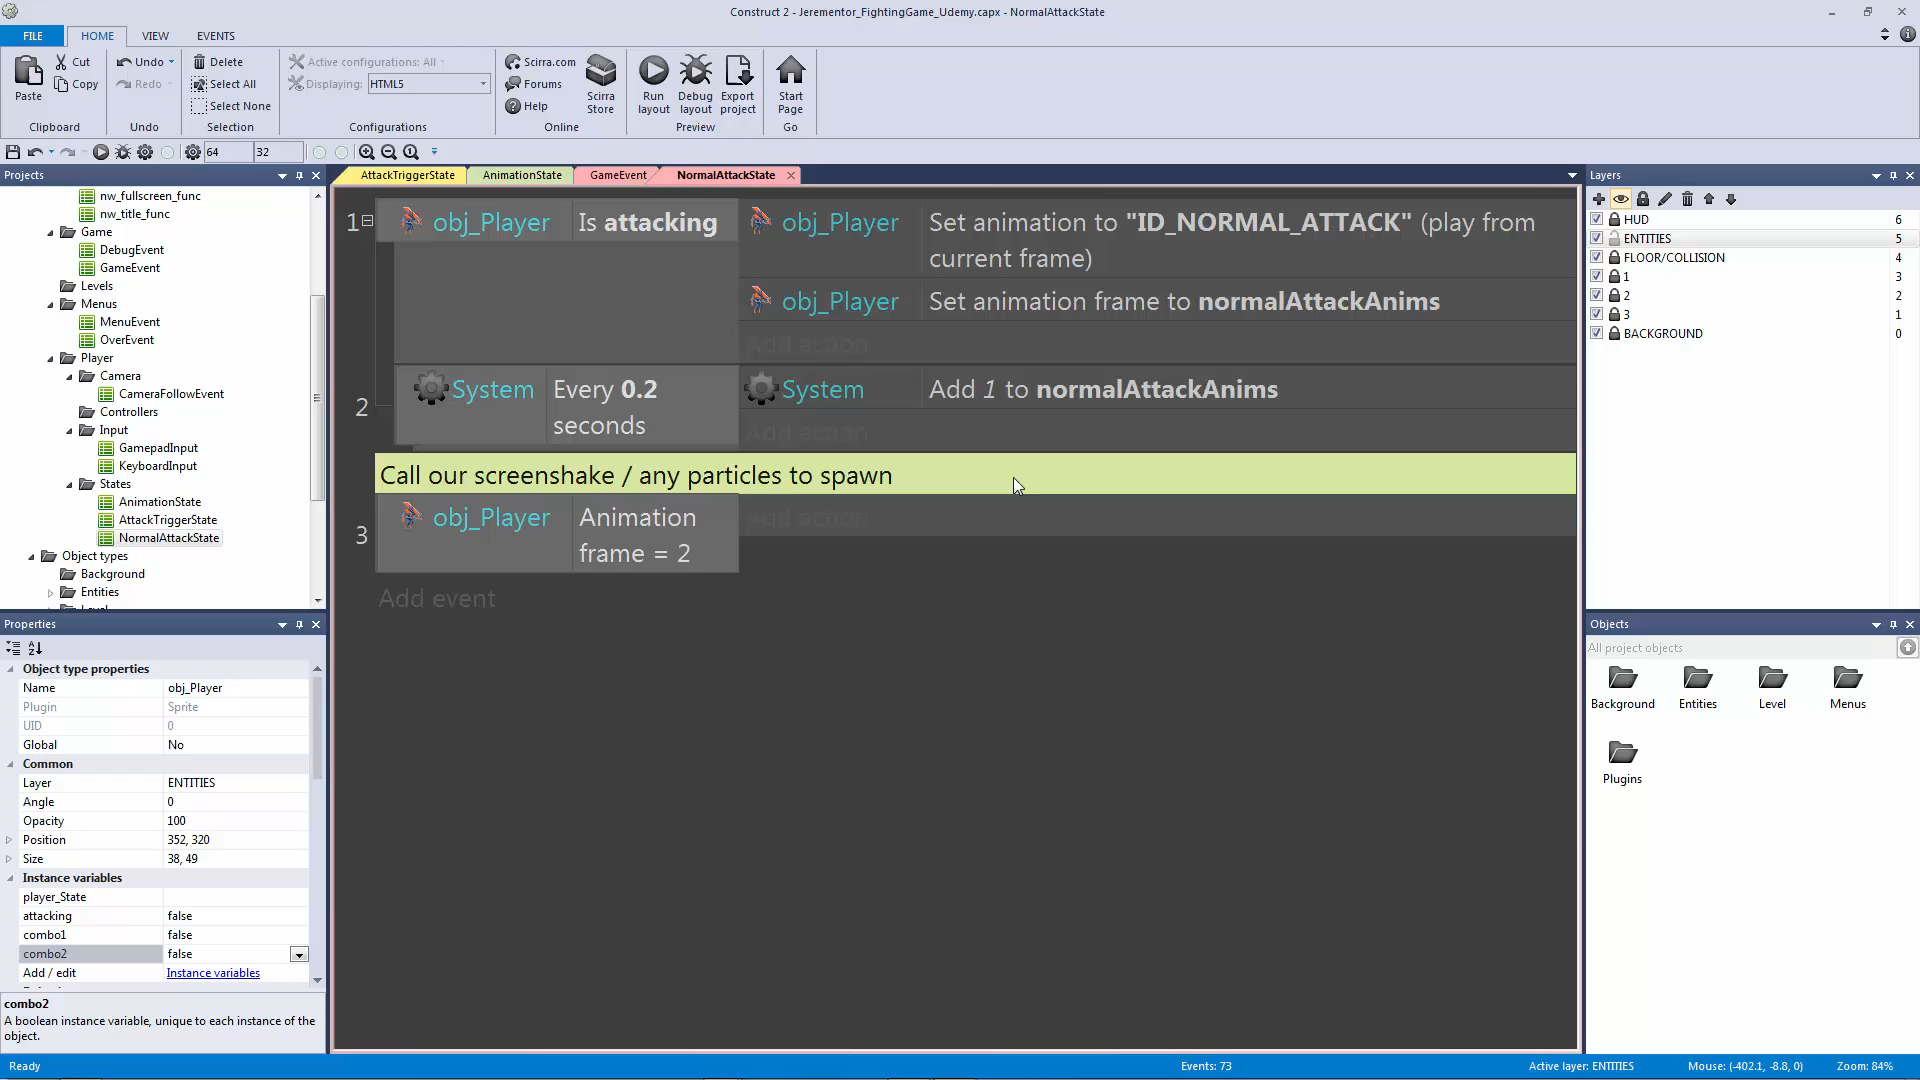 Construct 2 - Jerementor_FightingGame_Udemy.capx - NormalAttackState
FILE
HOME
VIEW
EVENTS
Paste
Cut
Copy
Clipboard
Undo
Redo
Undo
Delete
Select All
Select None
Selection
Active configurations: All
Displaying: HTML5
Configurations
Scirra.com
Forums
Help
Scirra Store
Online
Run layout
Debug layout
Export project
Preview
Start Page
Go
64
32
Projects
nw_fullscreen_func
nw_title_func
Game
DebugEvent
GameEvent
Levels
Menus
MenuEvent
OverEvent
Player
Camera
CameraFollowEvent
Controllers
Input
GamepadInput
KeyboardInput
States
AnimationState
AttackTriggerState
NormalAttackState
Object types
Background
Entities
Properties
Object type properties
Name obj_Player
Plugin Sprite
UID 0
Global No
Common
Layer ENTITIES
Angle 0
Opacity 100
Position 352, 320
Size 38, 49
Instance variables
player_State
attacking false
combo1 false
combo2 false
Add / edit Instance variables
combo2
A boolean instance variable, unique to each instance of the
object.
AttackTriggerState
AnimationState
GameEvent
NormalAttackState
1 obj_Player Is attacking obj_Player Set animation to "ID_NORMAL_ATTACK" (play from
current frame)
obj_Player Set animation frame to normalAttackAnims
Add action
2 System Every 0.2
seconds
System Add 1 to normalAttackAnims
Add action
Call our screenshake / any particles to spawn
3 obj_Player Animation
frame = 2
Add action
Add event
Layers
HUD 6
ENTITIES 5
FLOOR/COLLISION 4
1 3
2 2
3 1
BACKGROUND 0
Objects
All project objects
Background
Entities
Level
Menus
Plugins
Ready
Events: 73
Active layer: ENTITIES
Mouse: (-402.1, -8.8, 0)
Zoom: 84%